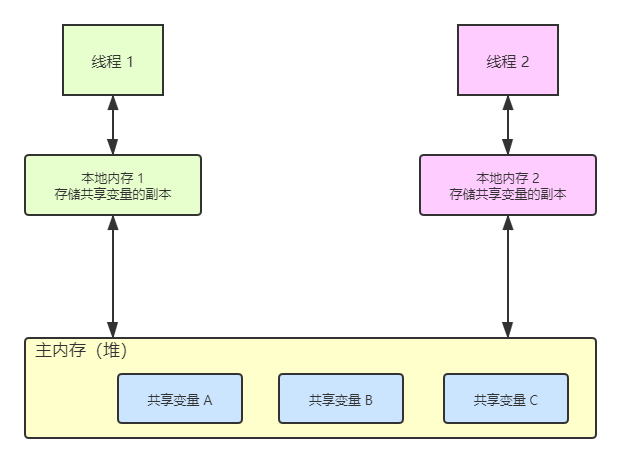 线程 1
线程 2
本地内存 1
存储共享变量的副本
本地内存 2
存储共享变量的副本
主内存（堆）
共享变量 A
共享变量 B
共享变量 C